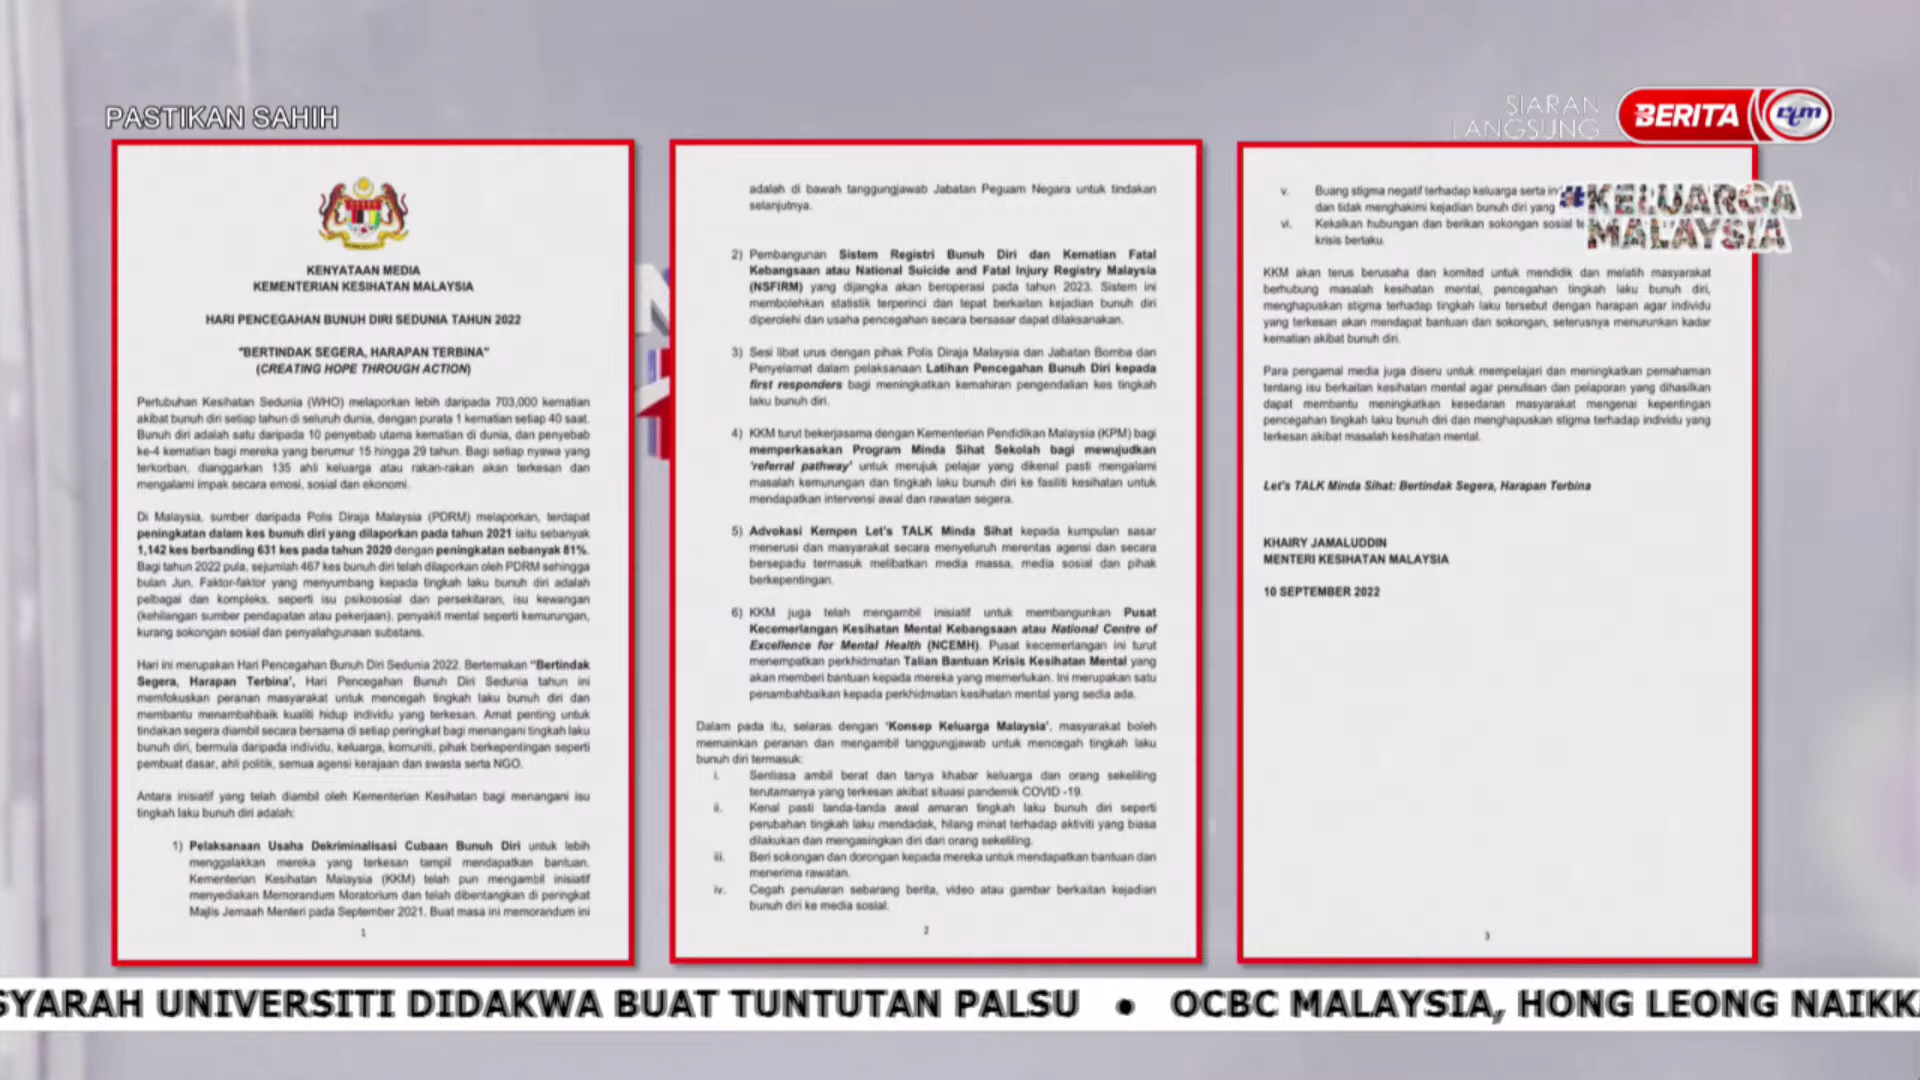 PASTIKAN SAHIH
SIARAN
LANGSUNG
BERITA rtm
#KELUARGA
MALAYSIA
KENYATAAN MEDIA
KEMENTERIAN KESIHATAN MALAYSIA
HARI PENCEGAHAN BUNUH DIRI SEDUNIA TAHUN 2022
"BERTINDAK SEGERA, HARAPAN TERBINA"
(CREATING HOPE THROUGH ACTION)
Pertubuhan Kesihatan Sedunia (WHO) melaporkan lebih daripada 703,000 kematian
akibat bunuh diri setiap tahun di seluruh dunia, dengan purata 1 kematian setiap 40 saat.
Bunuh diri adalah satu daripada 10 penyebab utama kematian di dunia, dan penyebab
ke-4 kematian bagi mereka yang berumur 15 hingga 29 tahun. Bagi setiap nyawa yang
terkorban, dianggarkan 135 ahli keluarga atau rakan-rakan akan terkesan dan
mengalami impak secara emosi, sosial dan ekonomi.
Di Malaysia, sumber daripada Polis Diraja Malaysia (PDRM) melaporkan, terdapat
peningkatan dalam kes bunuh diri yang dilaporkan pada tahun 2021 iaitu sebanyak
1,142 kes berbanding 631 kes pada tahun 2020 dengan peningkatan sebanyak 81%.
Bagi tahun 2022 pula, sejumlah 467 kes bunuh diri telah dilaporkan oleh PDRM sehingga
bulan Jun. Faktor-faktor yang menyumbang kepada tingkah laku bunuh diri adalah
pelbagai dan kompleks, seperti isu psikososial dan persekitaran, isu kewangan
(kehilangan sumber pendapatan atau pekerjaan), penyakit mental seperti kemurungan,
kurang sokongan sosial dan penyalahgunaan substans.
Hari ini merupakan Hari Pencegahan Bunuh Diri Sedunia 2022. Bertemakan "Bertindak
Segera, Harapan Terbina', Hari Pencegahan Bunuh Diri Sedunia tahun ini
memfokuskan peranan masyarakat untuk mencegah tingkah laku bunuh diri dan
membantu menambahbaik kualiti hidup individu yang terkesan. Amat penting untuk
tindakan segera diambil secara bersama di setiap peringkat bagi menangani tingkah laku
bunuh diri, bermula daripada individu, keluarga, komuniti, pihak berkepentingan seperti
pembuat dasar, ahli politik, semua agensi kerajaan dan swasta serta NGO.
Antara inisiatif yang telah diambil oleh Kementerian Kesihatan bagi menangani isu
tingkah laku bunuh diri adalah:
1) Pelaksanaan Usaha Dekriminalisasi Cubaan Bunuh Diri untuk lebih
menggalakkan mereka yang terkesan tampil mendapatkan bantuan.
Kementerian Kesihatan Malaysia (KKM) telah pun mengambil inisiatif
menyediakan Memorandum Moratorium dan telah dibentangkan di peringkat
Majlis Jemaah Menteri pada September 2021. Buat masa ini memorandum ini
1
adalah di bawah tanggungjawab Jabatan Peguam Negara untuk tindakan
selanjutnya.
2) Pembangunan Sistem Registri Bunuh Diri dan Kematian Fatal
Kebangsaan atau National Suicide and Fatal Injury Registry Malaysia
(NSFIRM) yang dijangka akan beroperasi pada tahun 2023. Sistem ini
membolehkan statistik terperinci dan tepat berkaitan kejadian bunuh diri
diperolehi dan usaha pencegahan secara bersasar dapat dilaksanakan.
3) Sesi libat urus dengan pihak Polis Diraja Malaysia dan Jabatan Bomba dan
Penyelamat dalam pelaksanaan Latihan Pencegahan Bunuh Diri kepada
first responders bagi meningkatkan kemahiran pengendalian kes tingkah
laku bunuh diri.
4) KKM turut bekerjasama dengan Kementerian Pendidikan Malaysia (KPM) bagi
memperkasakan Program Minda Sihat Sekolah bagi mewujudkan
'referral pathway' untuk merujuk pelajar yang dikenal pasti mengalami
masalah kemurungan dan tingkah laku bunuh diri ke fasiliti kesihatan untuk
mendapatkan intervensi awal dan rawatan segera.
5) Advokasi Kempen Let's TALK Minda Sihat kepada kumpulan sasar
menerusi dan masyarakat secara menyeluruh merentas agensi dan secara
bersepadu termasuk melibatkan media massa, media sosial dan pihak
berkepentingan.
6) KKM juga telah mengambil inisiatif untuk membangunkan Pusat
Kecemerlangan Kesihatan Mental Kebangsaan atau National Centre of
Excellence for Mental Health (NCEMH). Pusat kecemerlangan ini turut
menempatkan perkhidmatan Talian Bantuan Krisis Kesihatan Mental yang
akan memberi bantuan kepada mereka yang memerlukan. Ini merupakan satu
penambahbaikan kepada perkhidmatan kesihatan mental yang sedia ada.
Dalam pada itu, selaras dengan 'Konsep Keluarga Malaysia', masyarakat boleh
memainkan peranan dan mengambil tanggungjawab untuk mencegah tingkah laku
bunuh diri termasuk:
i. Sentiasa ambil berat dan tanya khabar keluarga dan orang sekeliling
terutamanya yang terkesan akibat situasi pandemik COVID -19.
ii. Kenal pasti tanda-tanda awal amaran tingkah laku bunuh diri seperti
perubahan tingkah laku mendadak, hilang minat terhadap aktiviti yang biasa
dilakukan dan mengasingkan diri dari orang sekeliling.
iii. Beri sokongan dan dorongan kepada mereka untuk mendapatkan bantuan dan
menerima rawatan.
iv. Cegah penularan sebarang berita, video atau gambar berkaitan kejadian
bunuh diri ke media sosial.
2
v. Buang stigma negatif terhadap keluarga serta in
dan tidak menghakimi kejadian bunuh diri yang
vi. Kekalkan hubungan dan berikan sokongan sosial te
krisis berlaku.
KKM akan terus berusaha dan komited untuk mendidik dan melatih masyarakat
berhubung masalah kesihatan mental, pencegahan tingkah laku bunuh diri,
menghapuskan stigma terhadap tingkah laku tersebut dengan harapan agar individu
yang terkesan akan mendapat bantuan dan sokongan, seterusnya menurunkan kadar
kematian akibat bunuh diri.
Para pengamal media juga diseru untuk mempelajari dan meningkatkan pemahaman
tentang isu berkaitan kesihatan mental agar penulisan dan pelaporan yang dihasilkan
dapat membantu meningkatkan kesedaran masyarakat mengenai kepentingan
pencegahan tingkah laku bunuh diri dan menghapuskan stigma terhadap individu yang
terkesan akibat masalah kesihatan mental.
Let's TALK Minda Sihat: Bertindak Segera, Harapan Terbina
KHAIRY JAMALUDDIN
MENTERI KESIHATAN MALAYSIA
10 SEPTEMBER 2022
3
SYARAH UNIVERSITI DIDAKWA BUAT TUNTUTAN PALSU • OCBC MALAYSIA, HONG LEONG NAIKKA